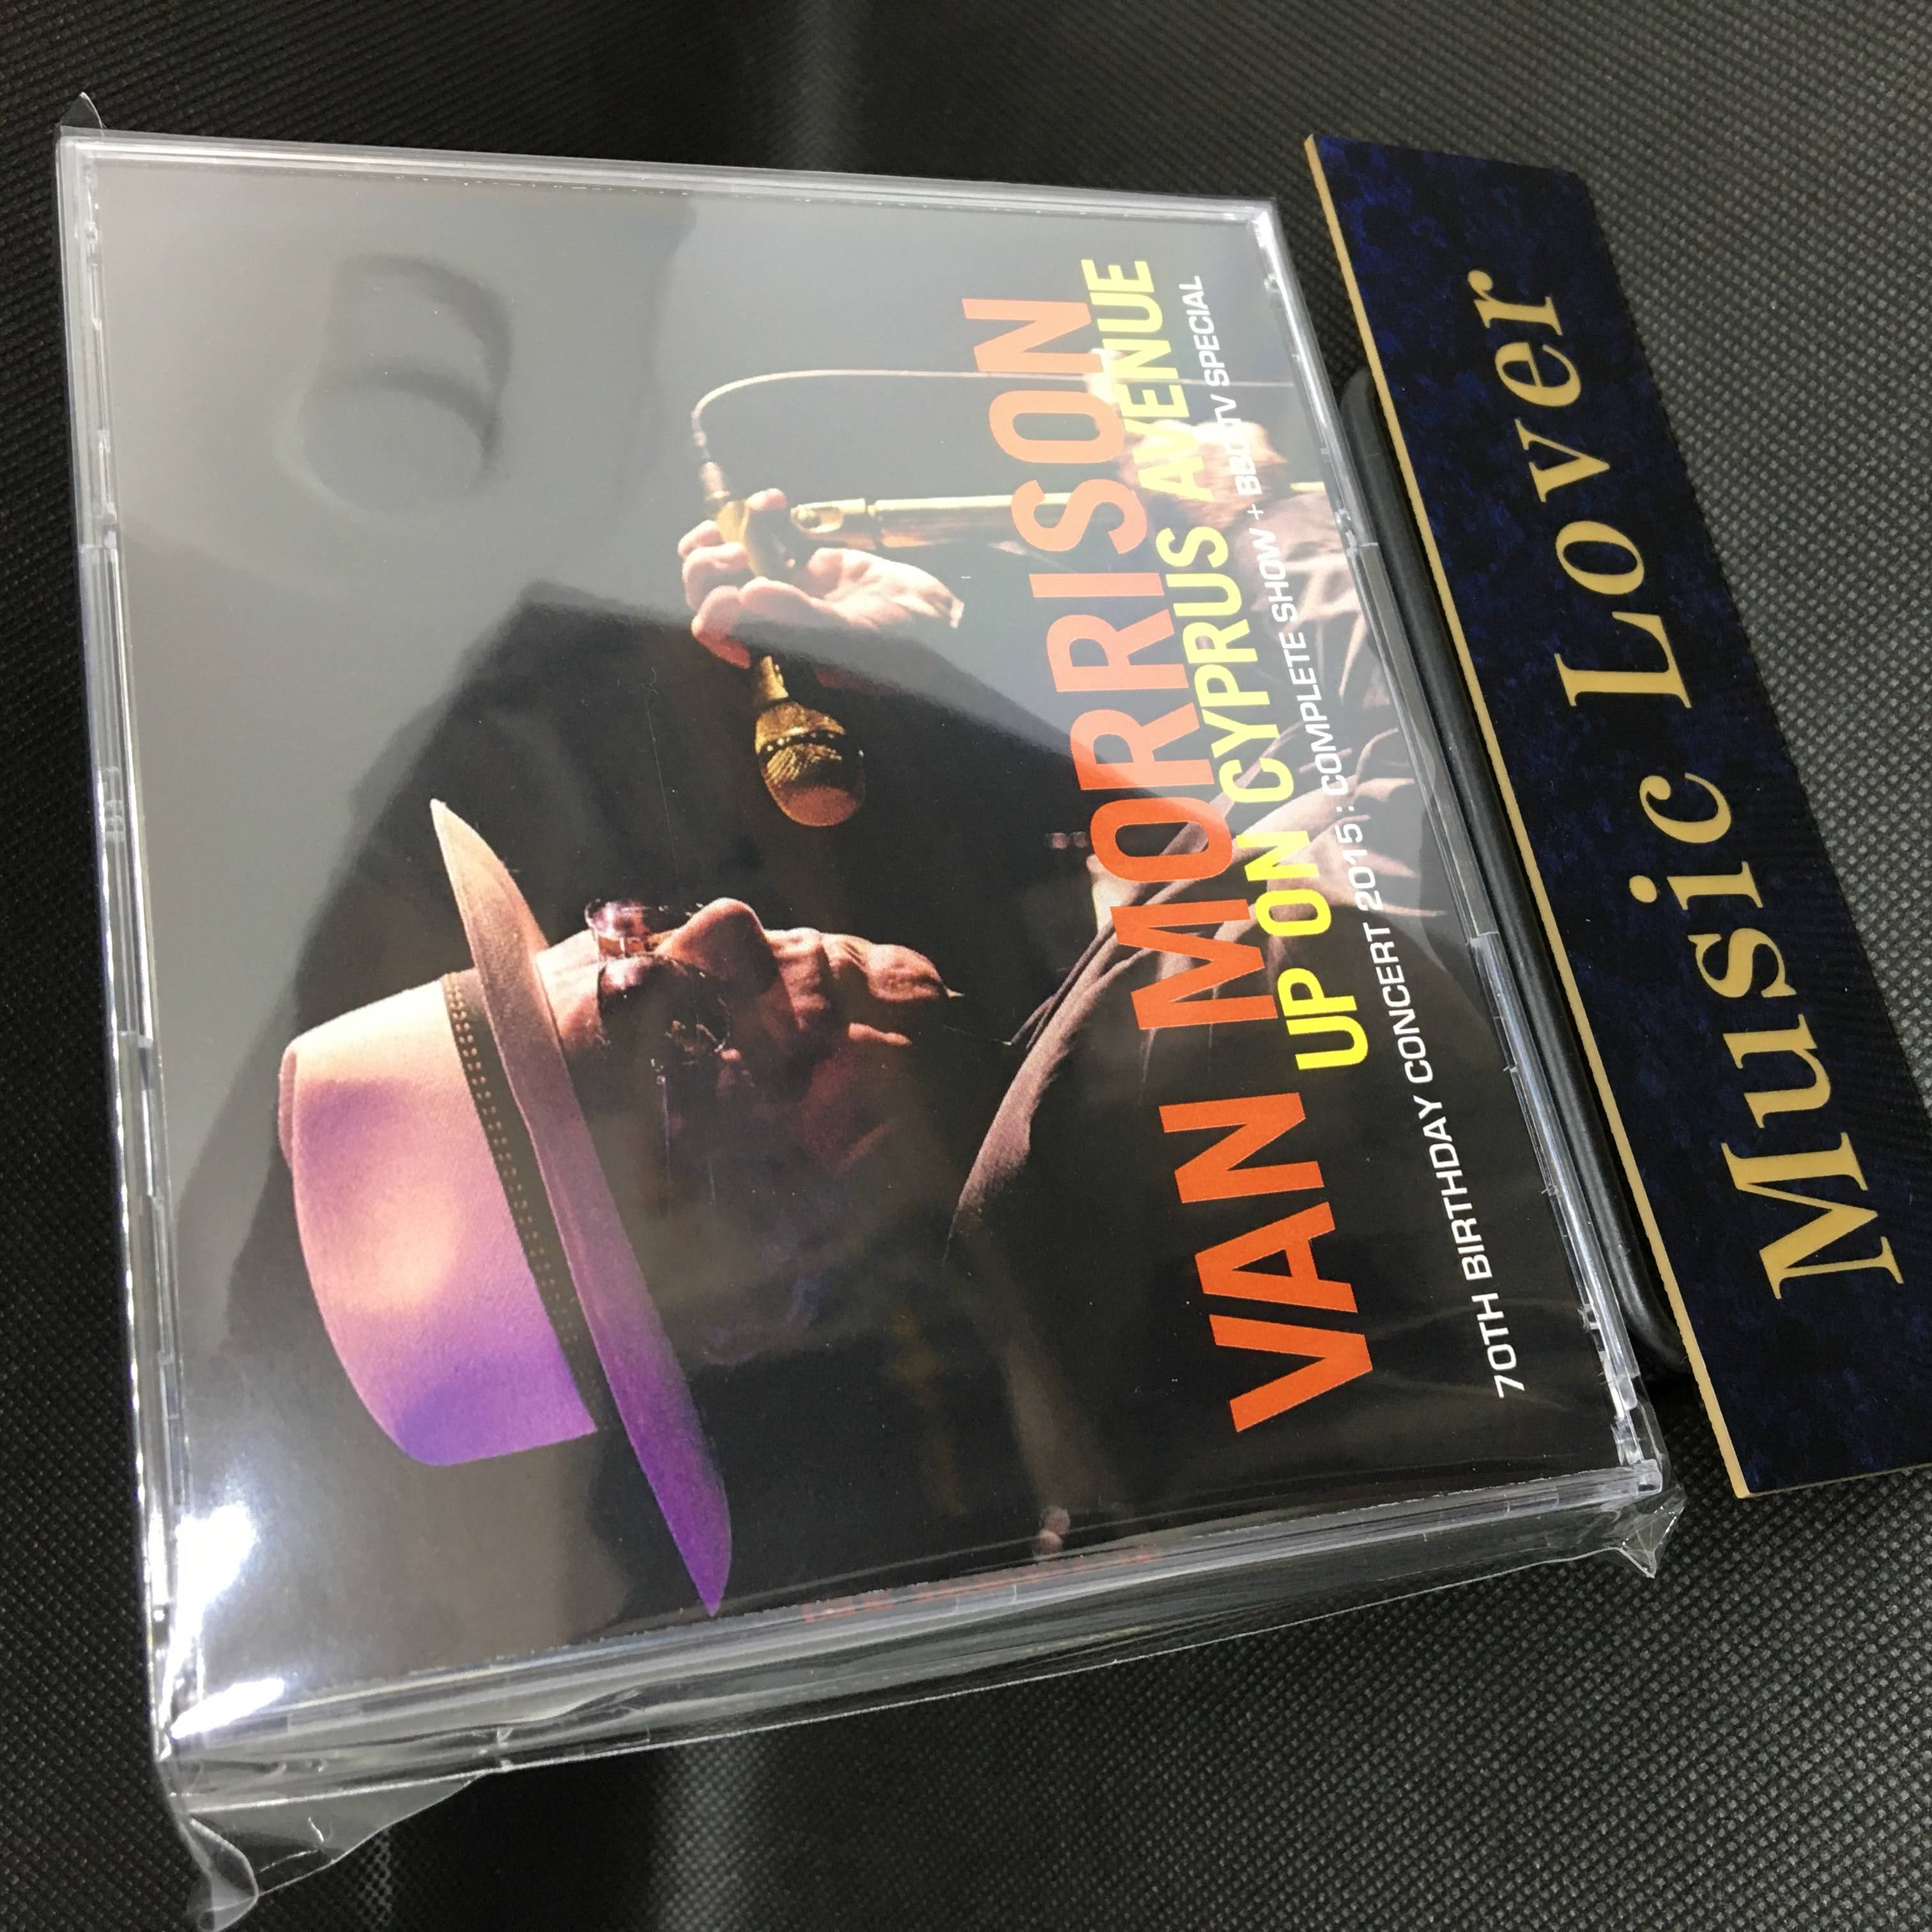 VAN MORRISON
UP ON CYPRUS AVENUE
70TH BIRTHDAY CONCERT 2015 : COMPLETE SHOW + BBC TV SPECIAL
Music Lover